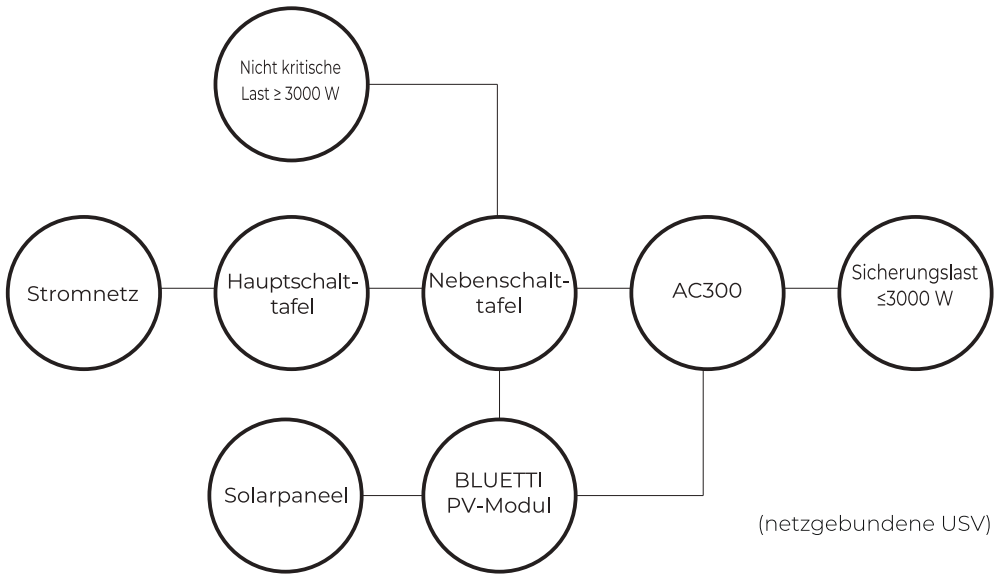 Nicht kritische
Last ≥ 3000 W
Stromnetz
Hauptschalt-
tafel
Nebenschalt-
tafel
AC300
Sicherungslast
≤3000 W
Solarpaneel
BLUETTI
PV-Modul
(netzgebundene USV)